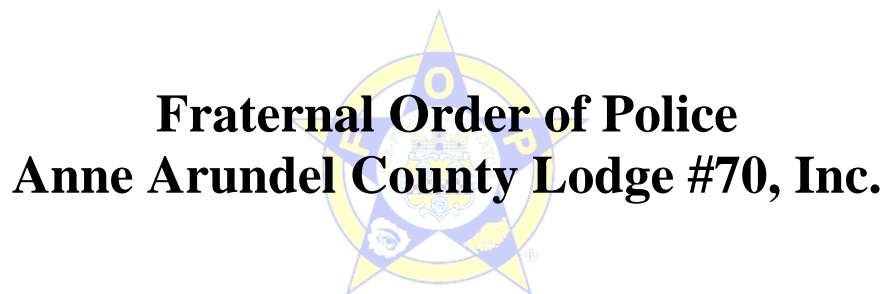 O
F
P
Fraternal Order of Police
Anne Arundel County Lodge #70, Inc.
®